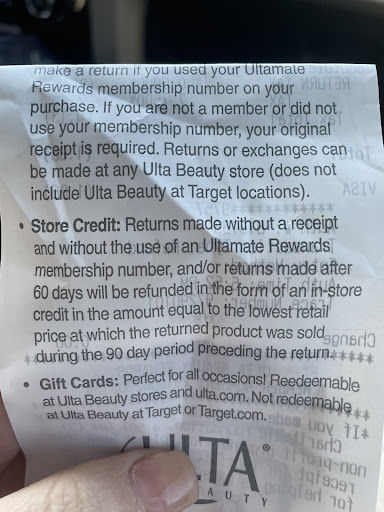 make a return if you used your Ultamate
Rewards membership number on your
purchase. If you are not a member or did not
use your membership number, your original
receipt is required. Returns or exchanges can
be made at any Ulta Beauty store (does not
include Ulta Beauty at Target locations).
• Store Credit: Returns made without a receipt
and without the use of an Ultamate Rewards
membership number, and/or returns made after
60 days will be refunded in the form of an in-store
credit in the amount equal to the lowest retail
price at which the returned product was sold
during the 90 day period preceding the return.
• Gift Cards: Perfect for all occasions! Reedeemable
at Ulta Beauty stores and ulta.com. Not redeemable
at Ulta Beauty at Target or Target.com.
ULTA®
BEAUTY